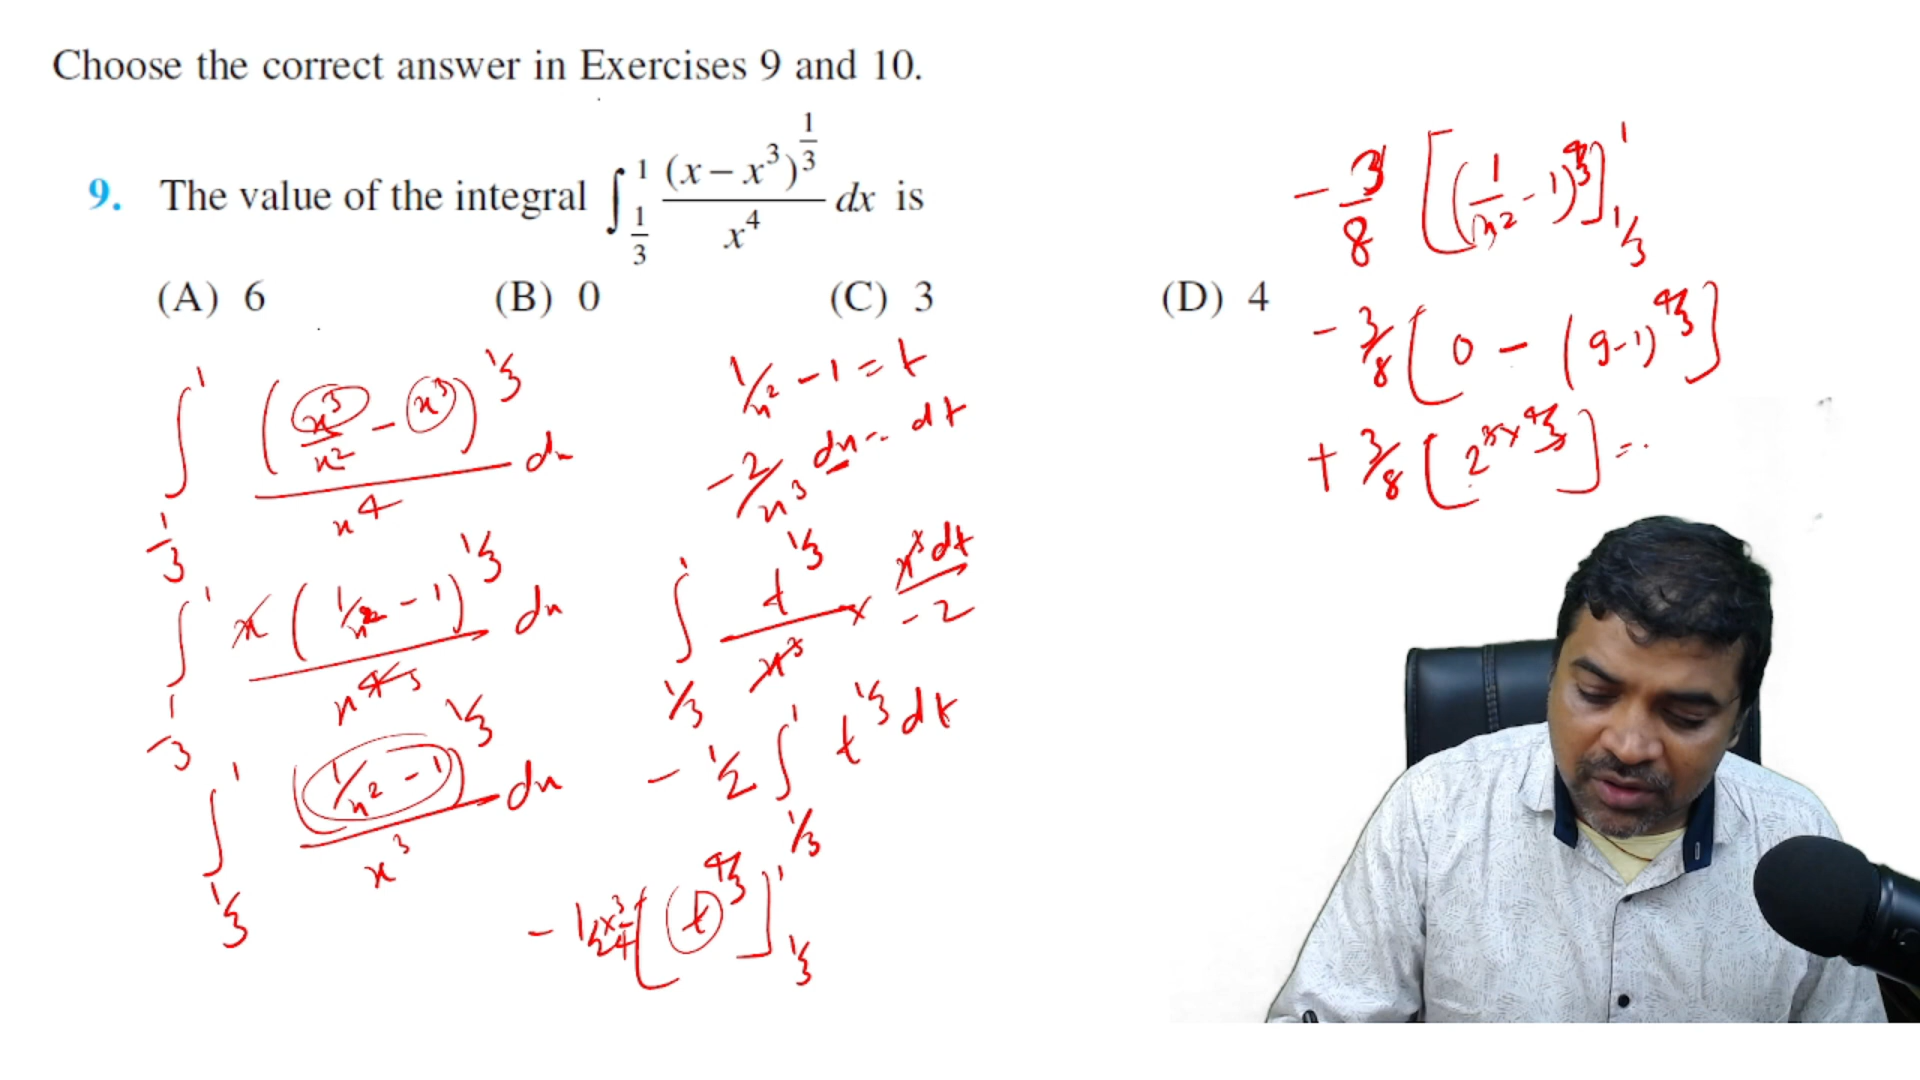 Choose the correct answer in Exercises 9 and 10.
9. The value of the integral ∫_{1/3}^{1} (x – x³)^{1/3} / x⁴ dx is
(A) 6 (B) 0 (C) 3 (D) 4
∫_{1/3}^{1} (x³/x² - x³)^{1/3} / x⁴ dx
∫_{1/3}^{1} x (1/x² - 1)^{1/3} / x⁴ ³ dx
∫_{1/3}^{1} (1/x² - 1)^{1/3} / x³ dx
1/x² - 1 = t
-2/x³ dx = dt
∫_{1/3}^{1} t^{1/3} / x³ × x³ dt / -2
- 1/2 ∫_{1/3}^{1} t^{1/3} dt
- 1/2 × 3/4 [ (t)^{4/3} ]_{1/3}^{1}
- 3/8 [ (1/x² - 1)^{4/3} ]_{1/3}^{1}
- 3/8 [ 0 - (9-1)^{4/3} ]
+ 3/8 [ 2^{3×4/3} ] =